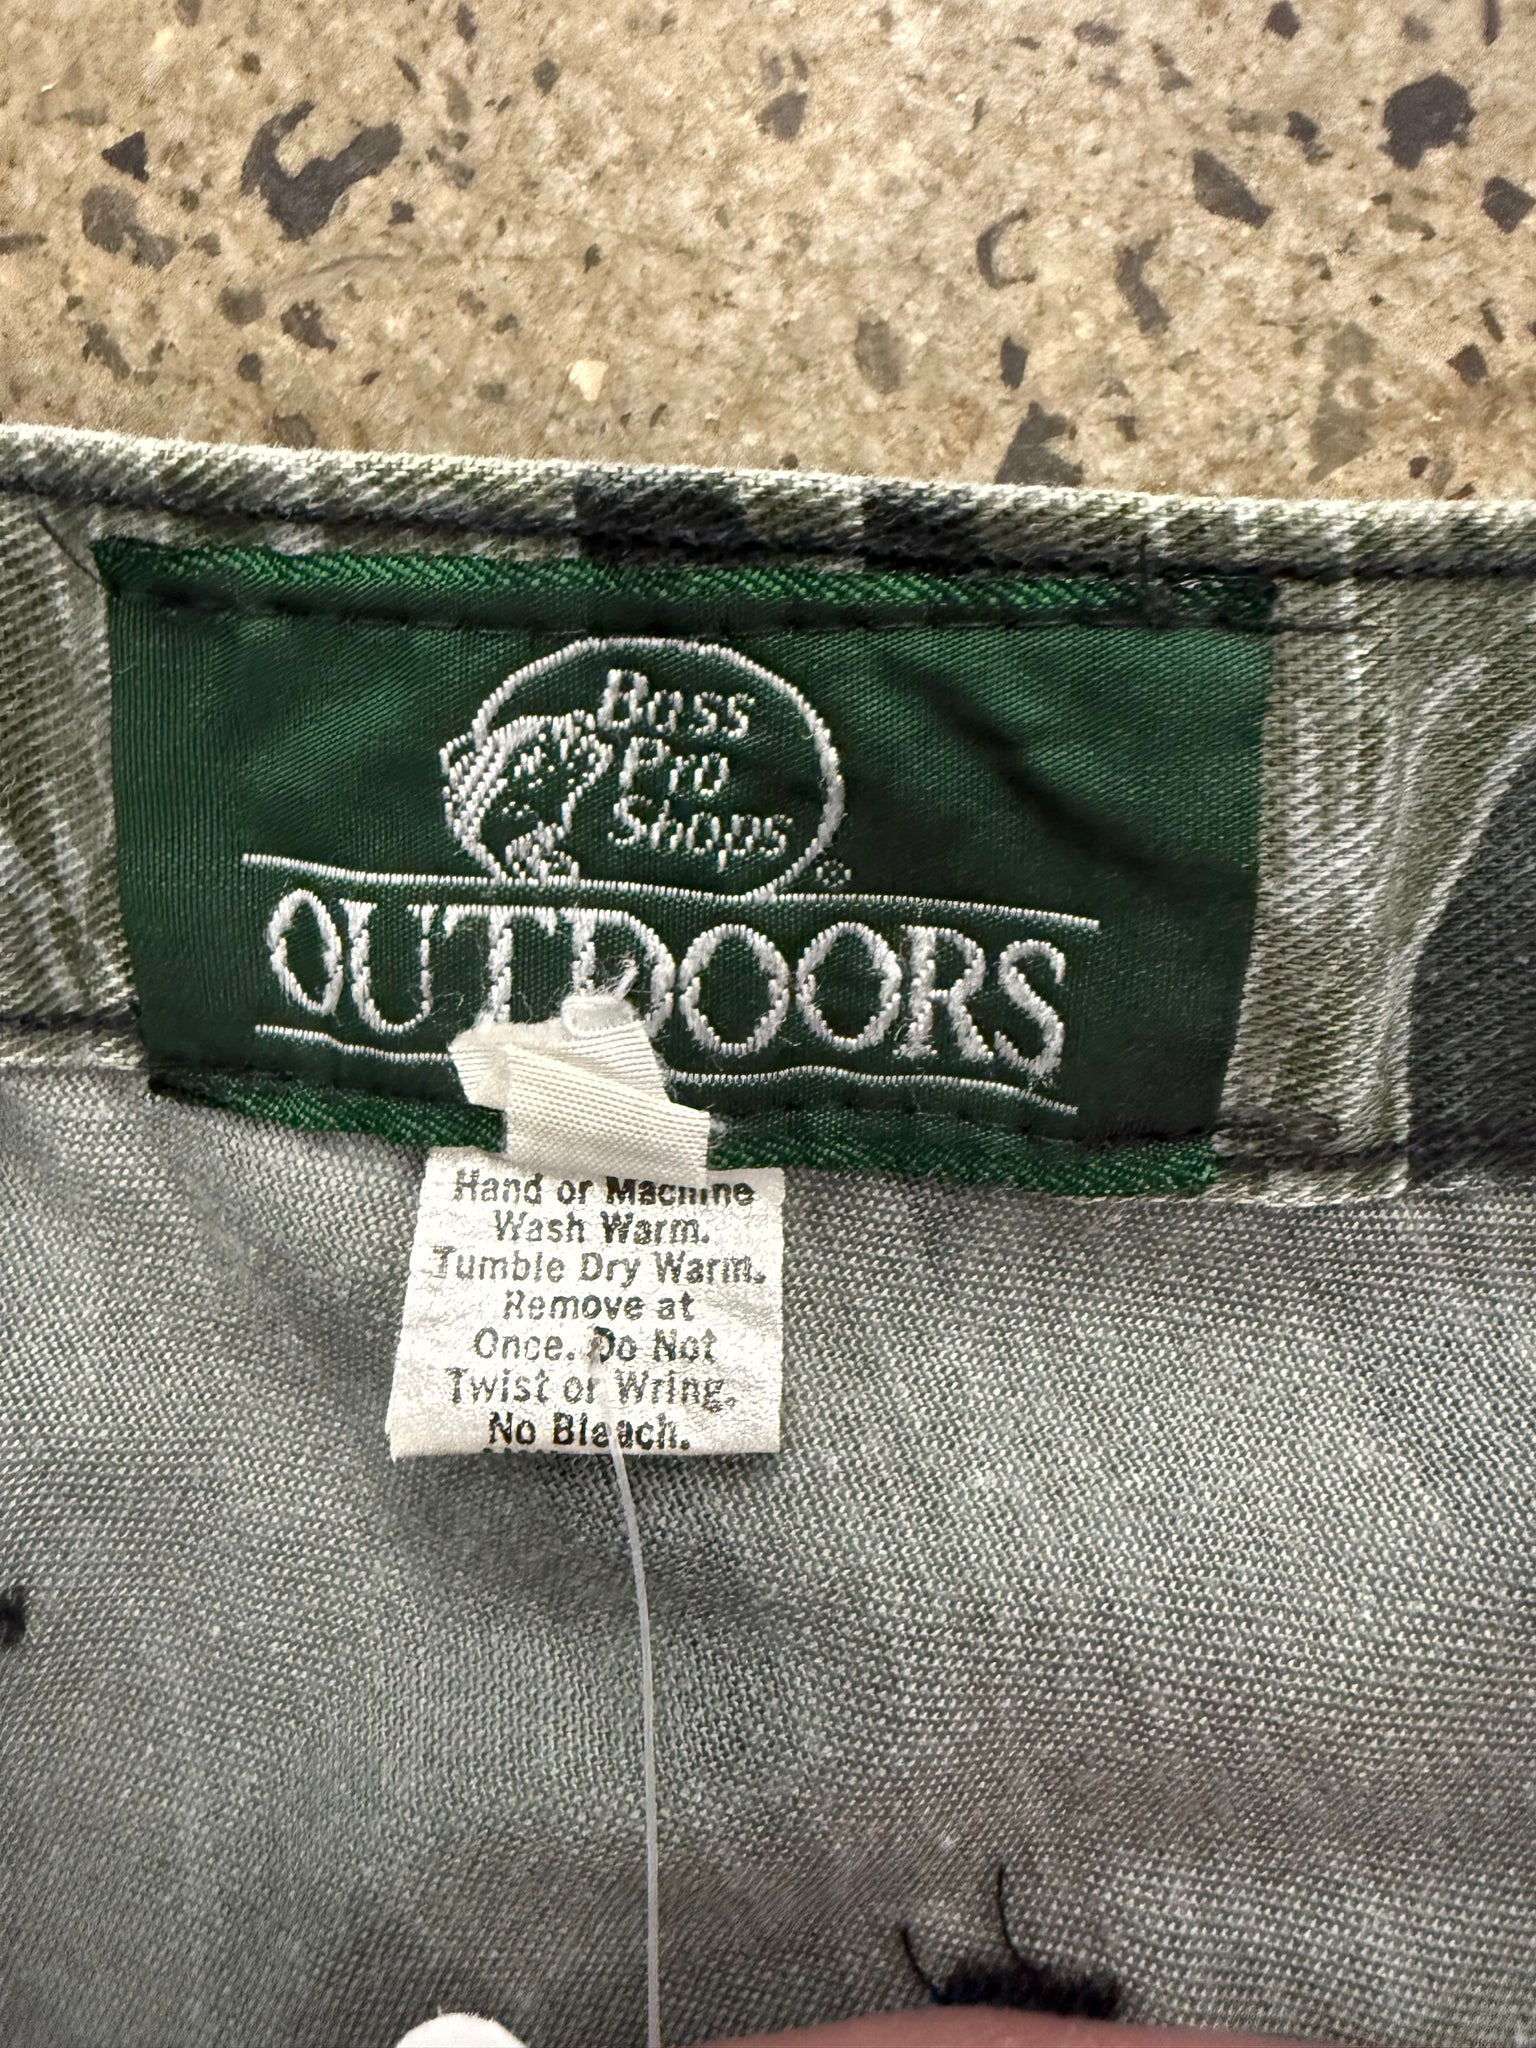 Bass
Pro
Shops
®
OUTDOORS
Hand or Machine
Wash Warm.
Tumble Dry Warm.
Remove at
Once. Do Not
Twist or Wring.
No Bleach.